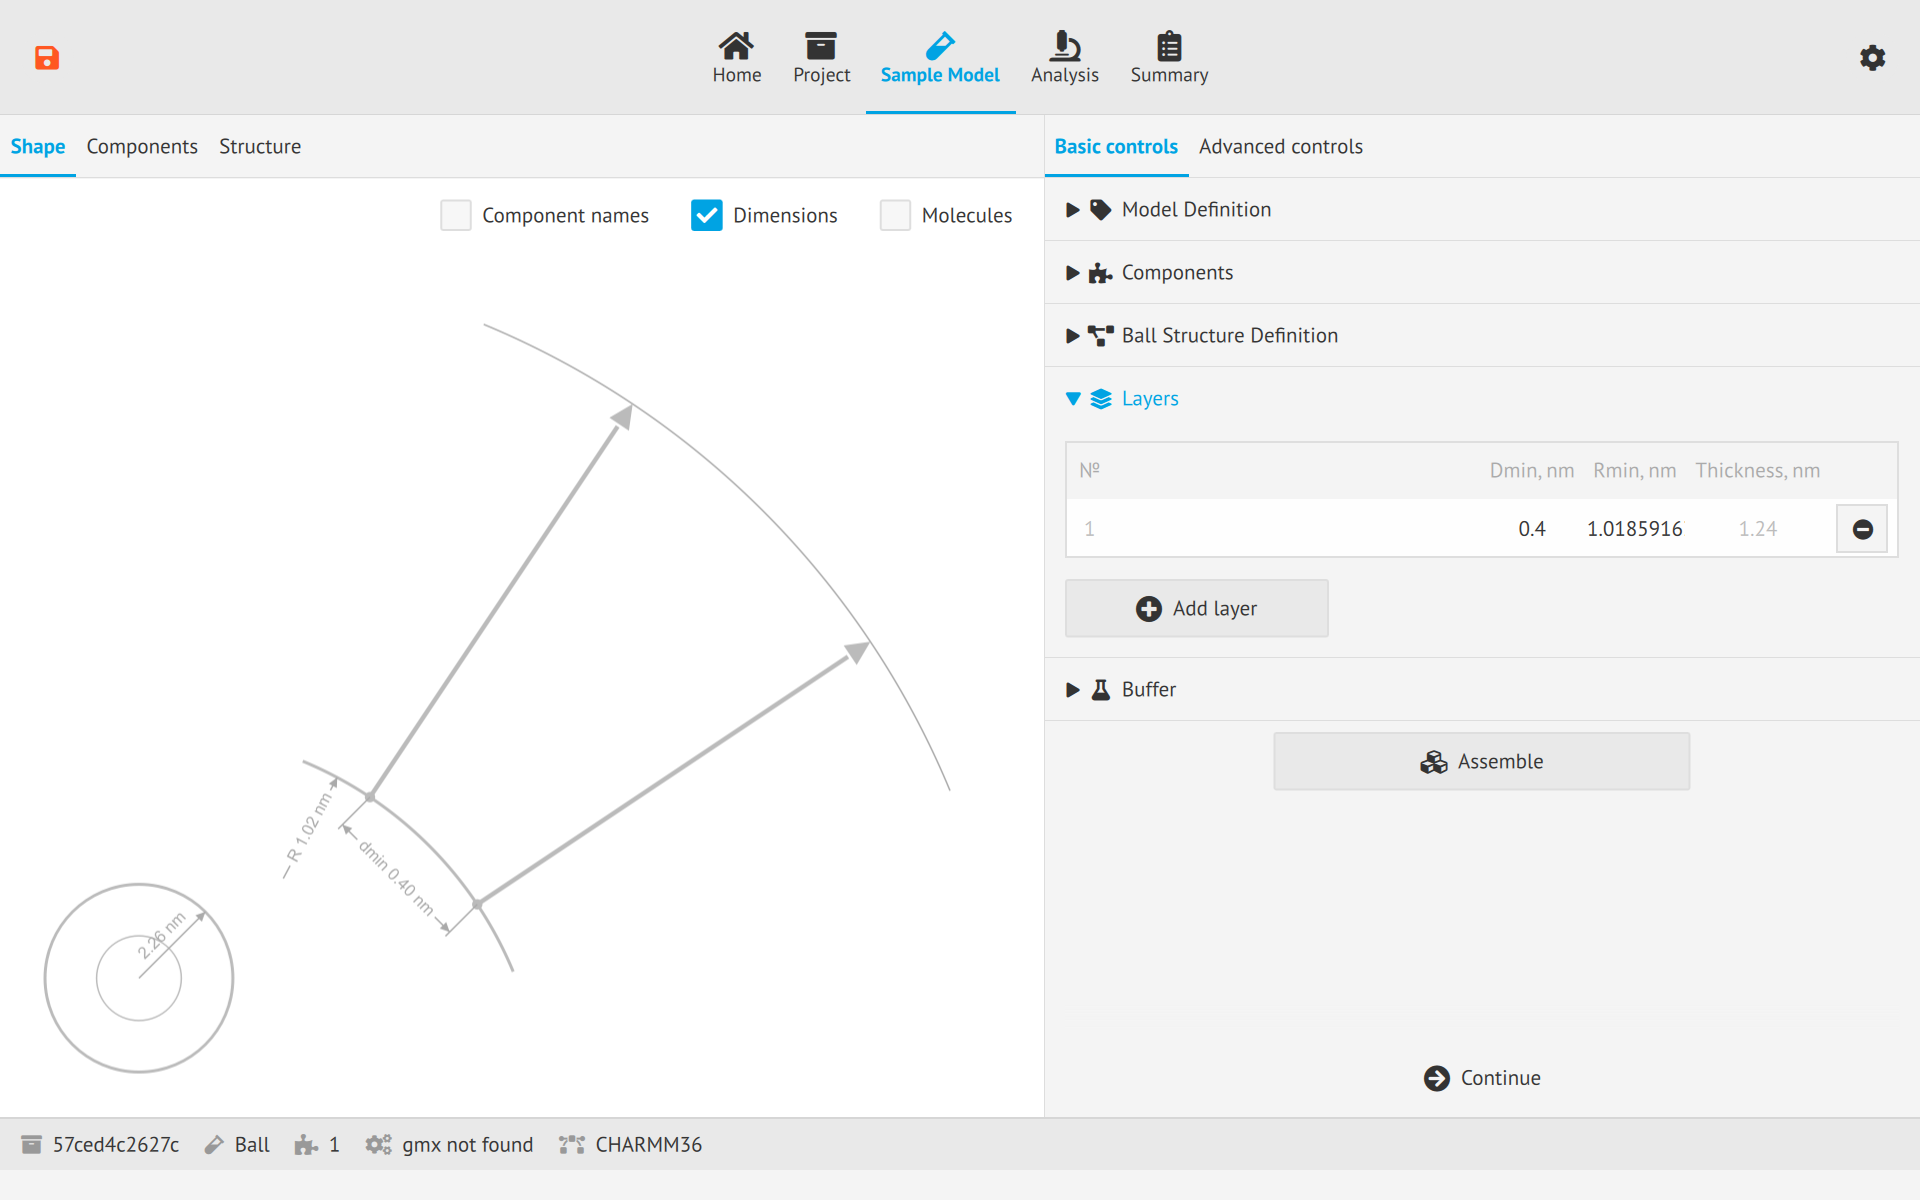 Home Project Sample Model Analysis Summary
Shape Components Structure
Component names Dimensions Molecules
R 1.02 nm
dmin 0.40 nm
2.26 nm
Basic controls Advanced controls
Model Definition
Components
Ball Structure Definition
Layers
№ Dmin, nm Rmin, nm Thickness, nm
1 0.4 1.0185916 1.24
Add layer
Buffer
Assemble
Continue
57ced4c2627c Ball 1 gmx not found CHARMM36